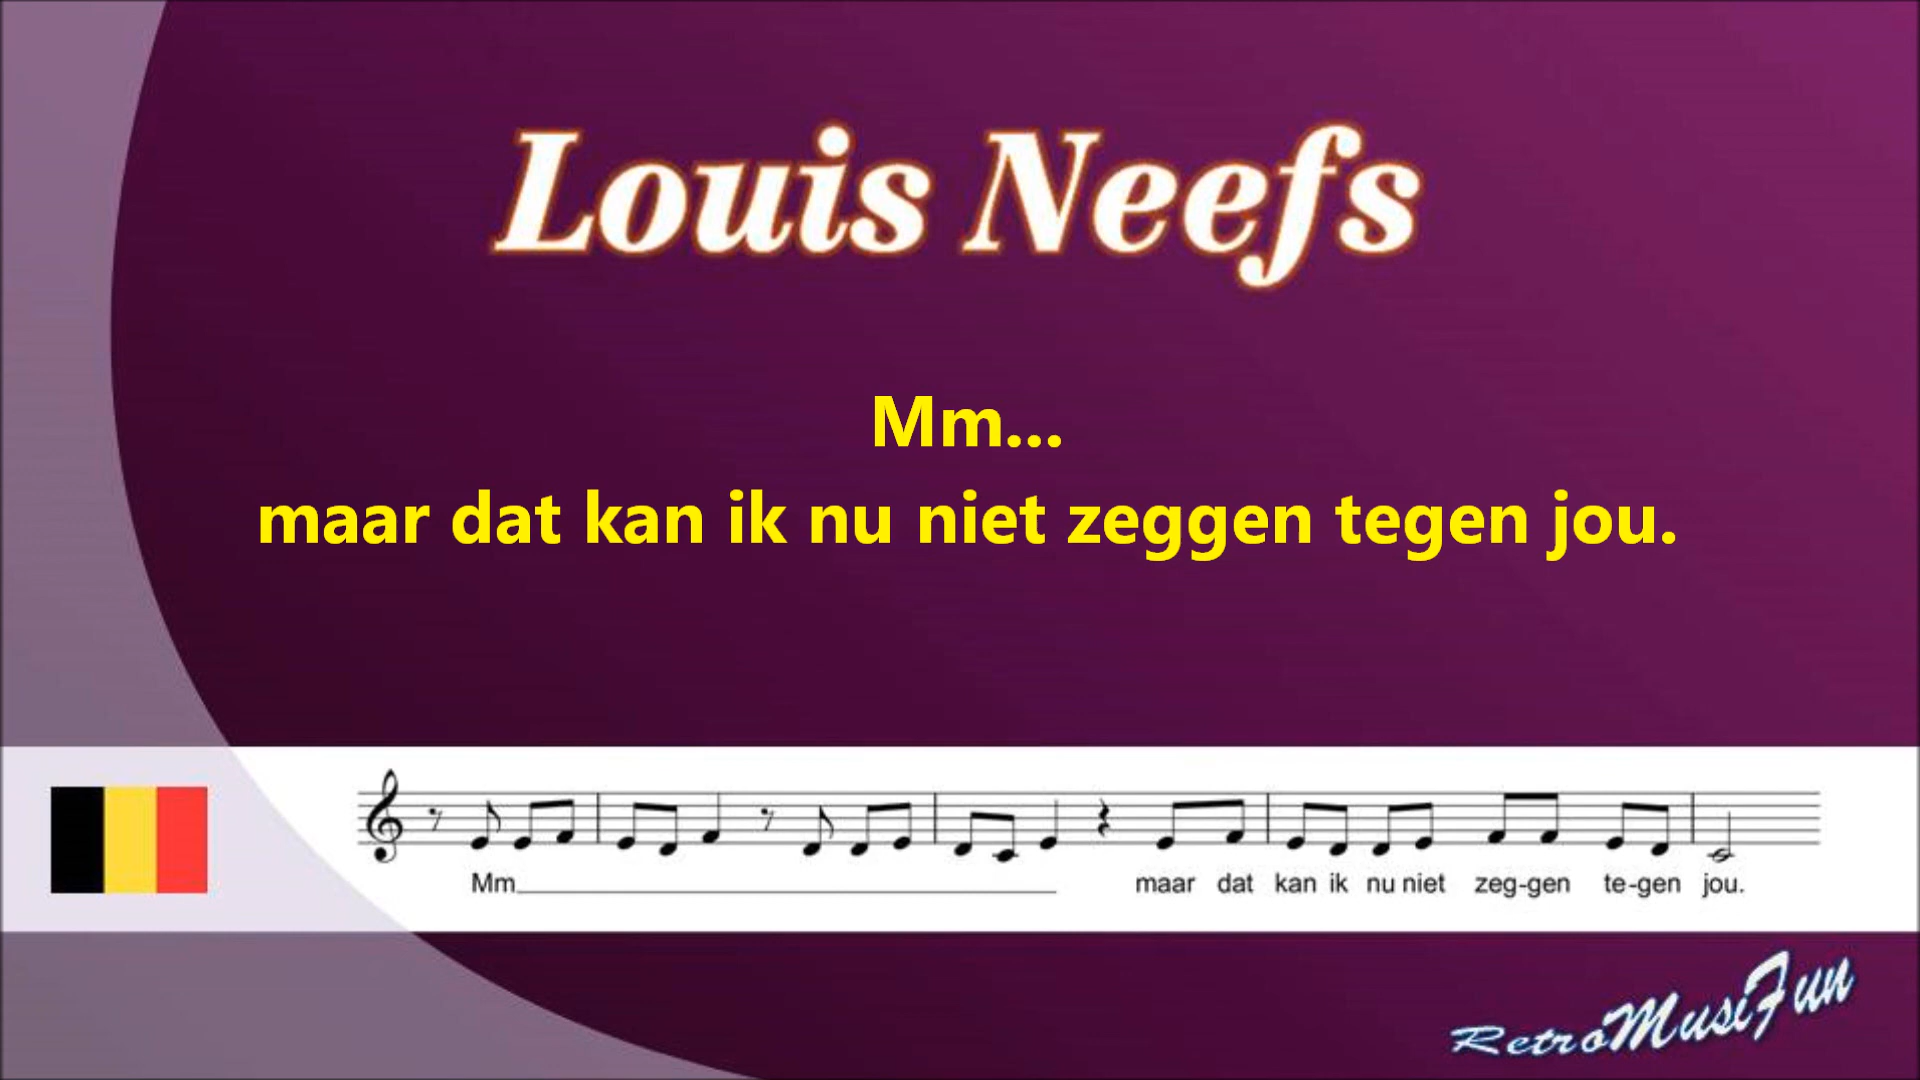 Louis Neefs
Mm...
maar dat kan ik nu niet zeggen tegen jou.
Mm__________ maar dat kan ik nu niet zeg-gen te-gen jou.
RetroMusiFun